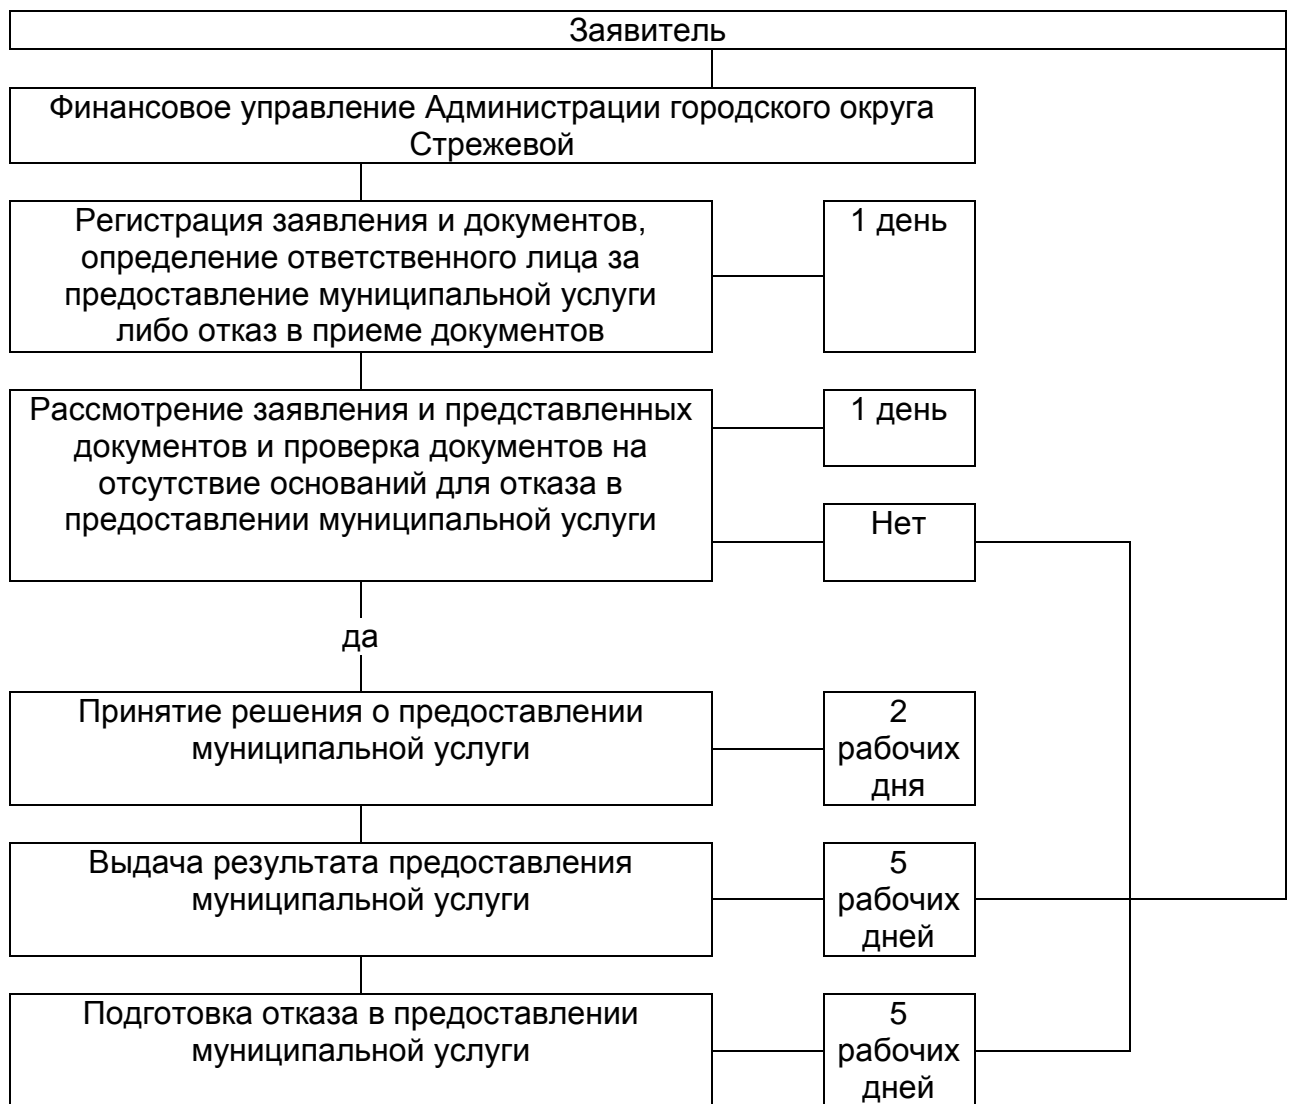 Заявитель
Финансовое управление Администрации городского округа
Стрежевой
Регистрация заявления и документов,
определение ответственного лица за
предоставление муниципальной услуги
либо отказ в приеме документов
1 день
Рассмотрение заявления и представленных
документов и проверка документов на
отсутствие оснований для отказа в
предоставлении муниципальной услуги
1 день
Нет
да
Принятие решения о предоставлении
муниципальной услуги
2
рабочих
дня
Выдача результата предоставления
муниципальной услуги
5
рабочих
дней
Подготовка отказа в предоставлении
муниципальной услуги
5
рабочих
дней